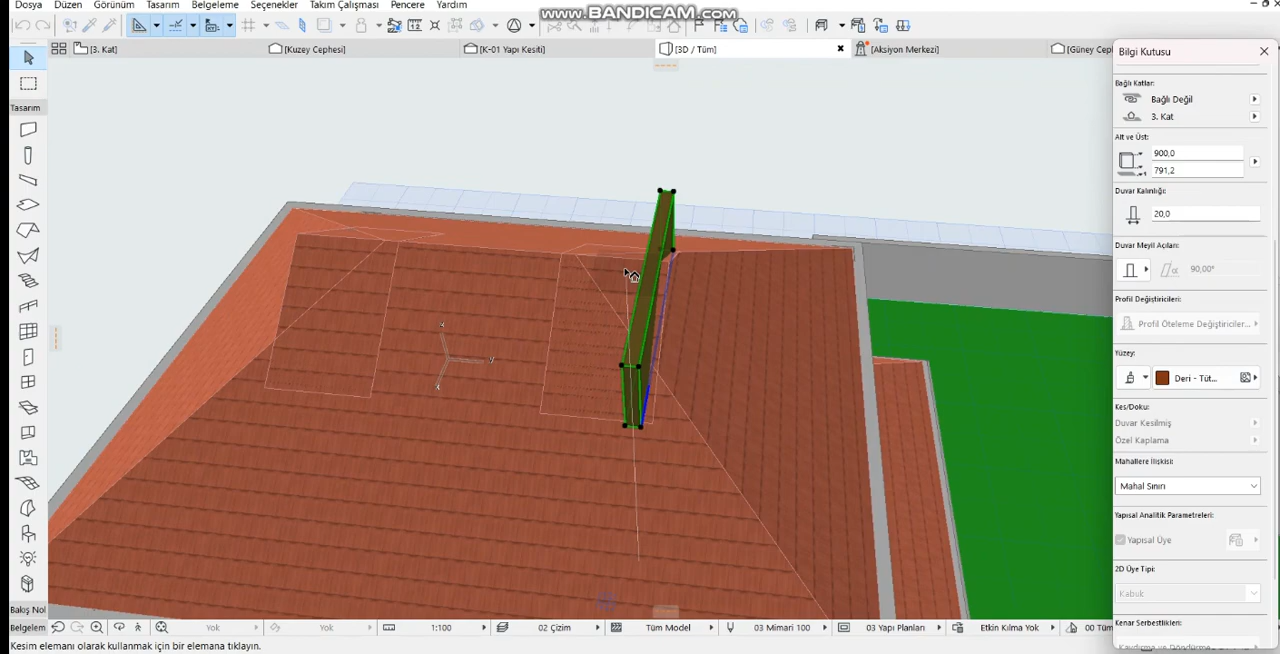 Dosya Düzen Görünüm Tasarım Belgeleme Seçenekler Takım Çalışması Pencere Yardım
www.BANDICAM.com
[3. Kat] [Kuzey Cephesi] [K-01 Yapı Kesiti] [3D / Tüm] [Aksiyon Merkezi] [Güney Cep
Bilgi Kutusu
Tasarım
Bağlı Katlar:
Bağlı Değil
3. Kat
Alt ve Üst:
900,0
791,2
Duvar Kalınlığı:
20,0
Duvar Meyil Açıları:
90,00°
Profil Değiştiricileri:
Profil Öteleme Değiştiriciler...
Yüzey:
Deri - Tüt...
Kes/Doku:
Duvar Kesilmiş
Özel Kaplama
Mahallere İlişkisi:
Mahal Sınırı
Yapısal Analitik Parametreleri:
Yapısal Üye
2D Üye Tipi:
Kabuk
Kenar Serbestlikleri:
Bakış Nol
Belgelem Yok Yok 1:100 02 Çizim Tüm Model 03 Mimari 100 03 Yapı Planları Etkin Kılma Yok 00 Tüm
Kesim elemanı olarak kullanmak için bir elemana tıklayın.
x
y